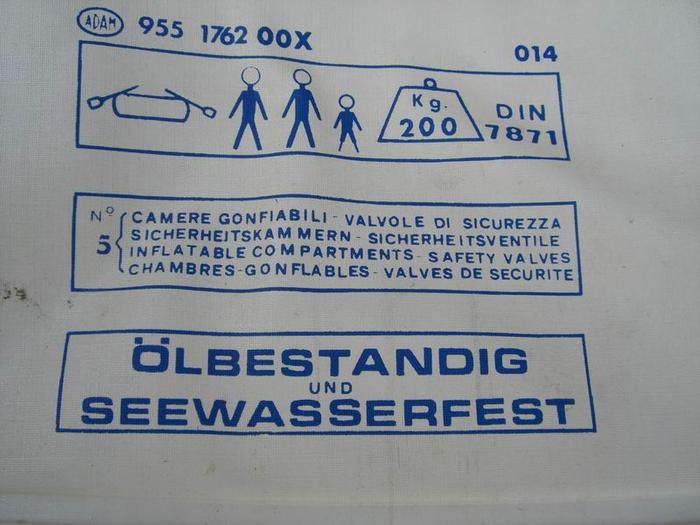 ADAM 955 1762 00X
014
Kg.
200
DIN
7871
Nº
5
CAMERE GONFIABILI - VALVOLE DI SICUREZZA
SICHERHEITSKAMMERN - SICHERHEITSVENTILE
INFLATABLE COMPARTMENTS - SAFETY VALVES
CHAMBRES - GONFLABLES - VALVES DE SECURITE
ÖLBESTANDIG
UND
SEEWASSERFEST